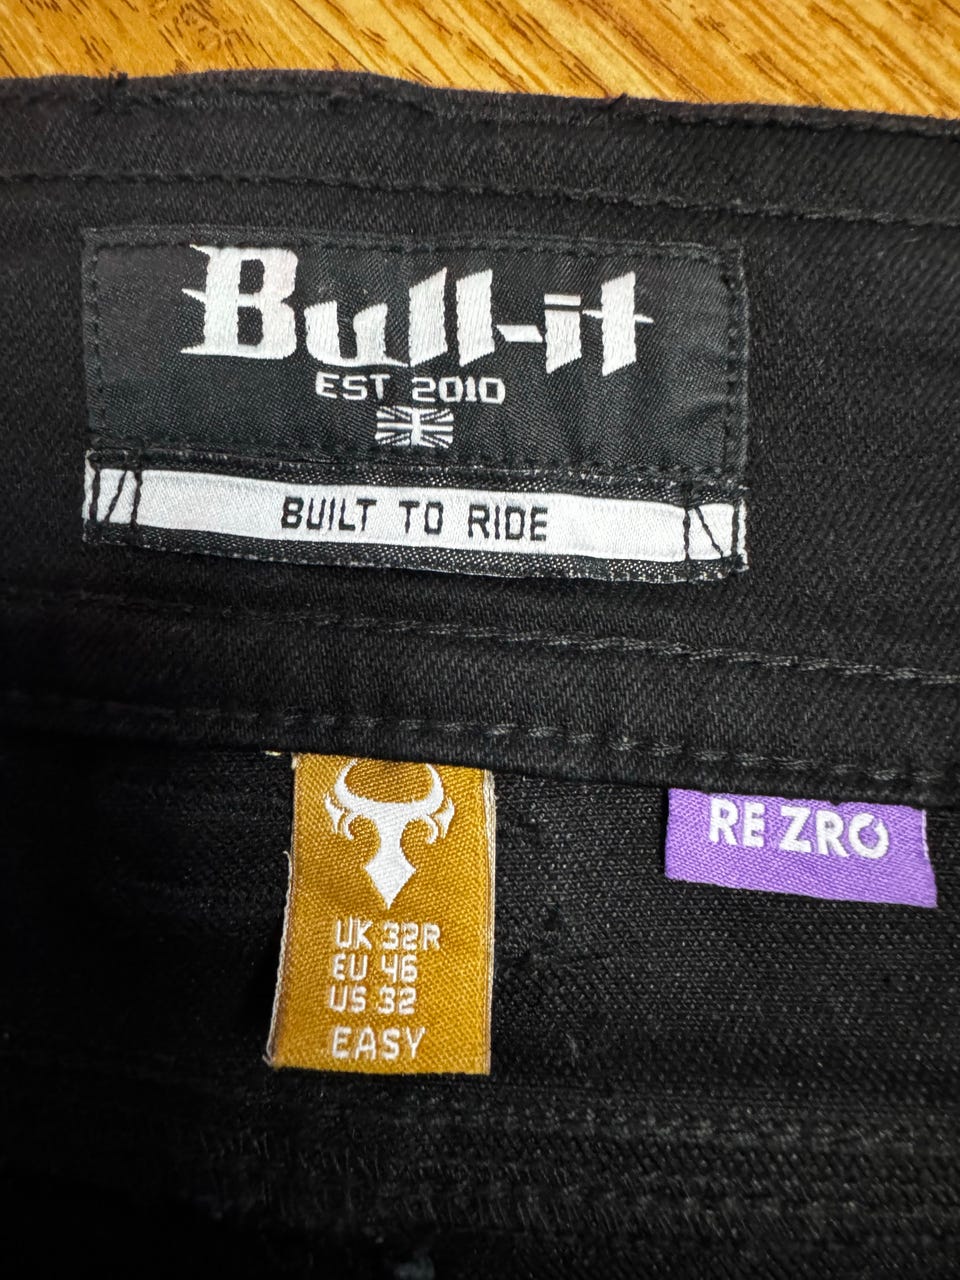 Bull-it
EST 2010
BUILT TO RIDE
RE ZRO
UK 32R
EU 46
US 32
EASY